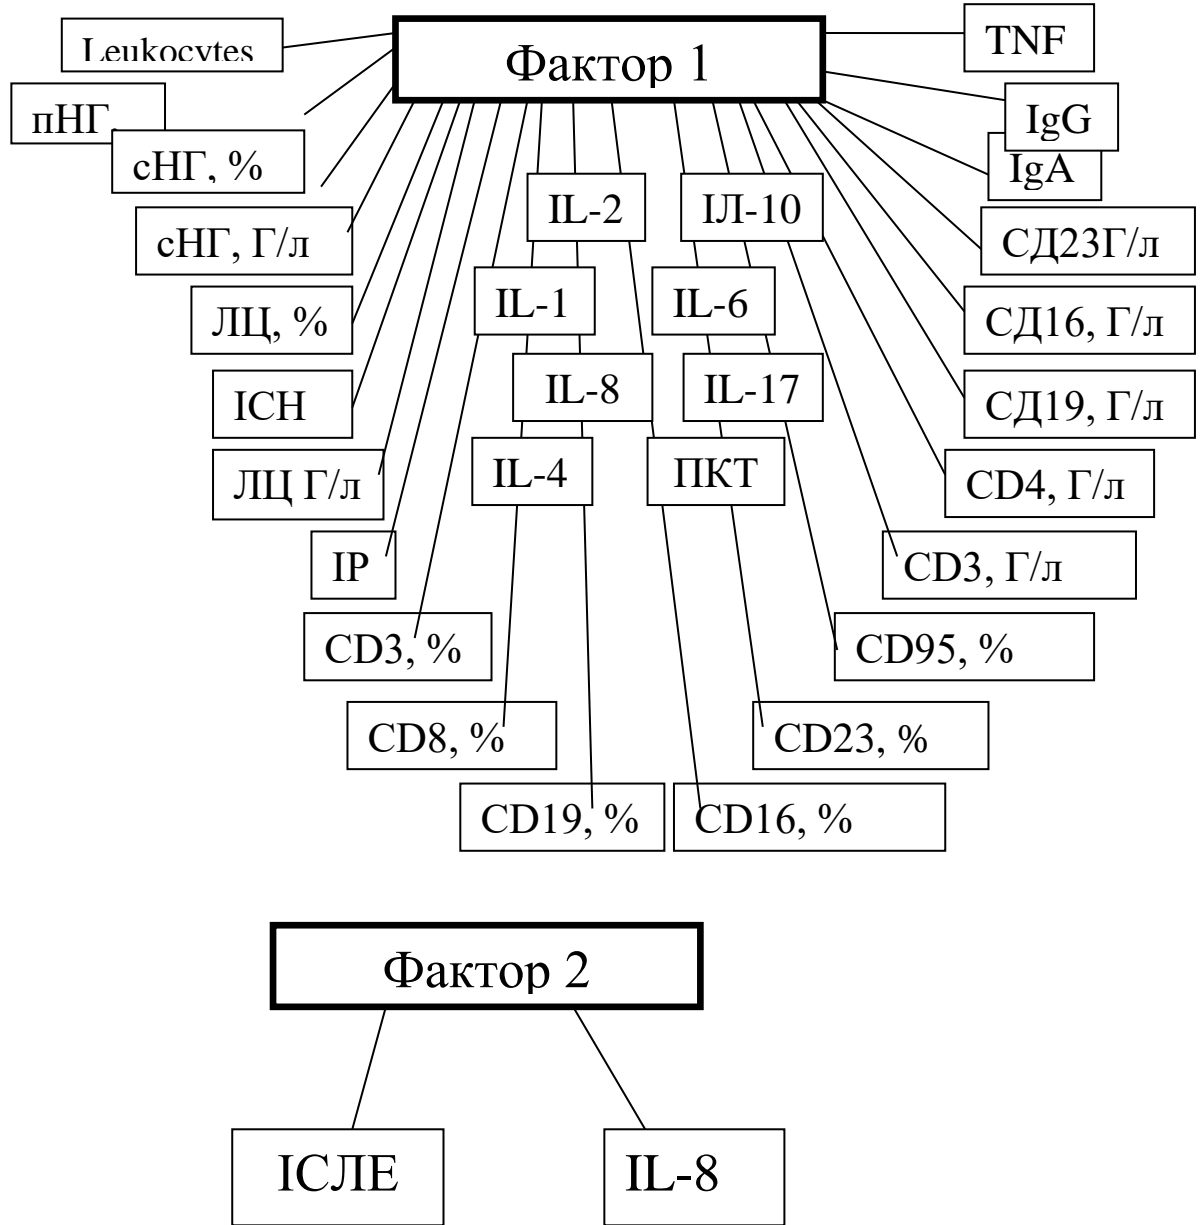 Фактор 1
Leukocytes
TNF
пНГ,
IgG
сНГ, %
IgA
IL-2
ІЛ-10
сНГ, Г/л
СД23Г/л
IL-1
IL-6
ЛЦ, %
СД16, Г/л
IL-8
IL-17
ІСН
СД19, Г/л
IL-4
ПКТ
ЛЦ Г/л
CD4, Г/л
ІР
CD3, Г/л
CD3, %
CD95, %
CD8, %
CD23, %
CD19, %
CD16, %
Фактор 2
ІСЛЕ
IL-8